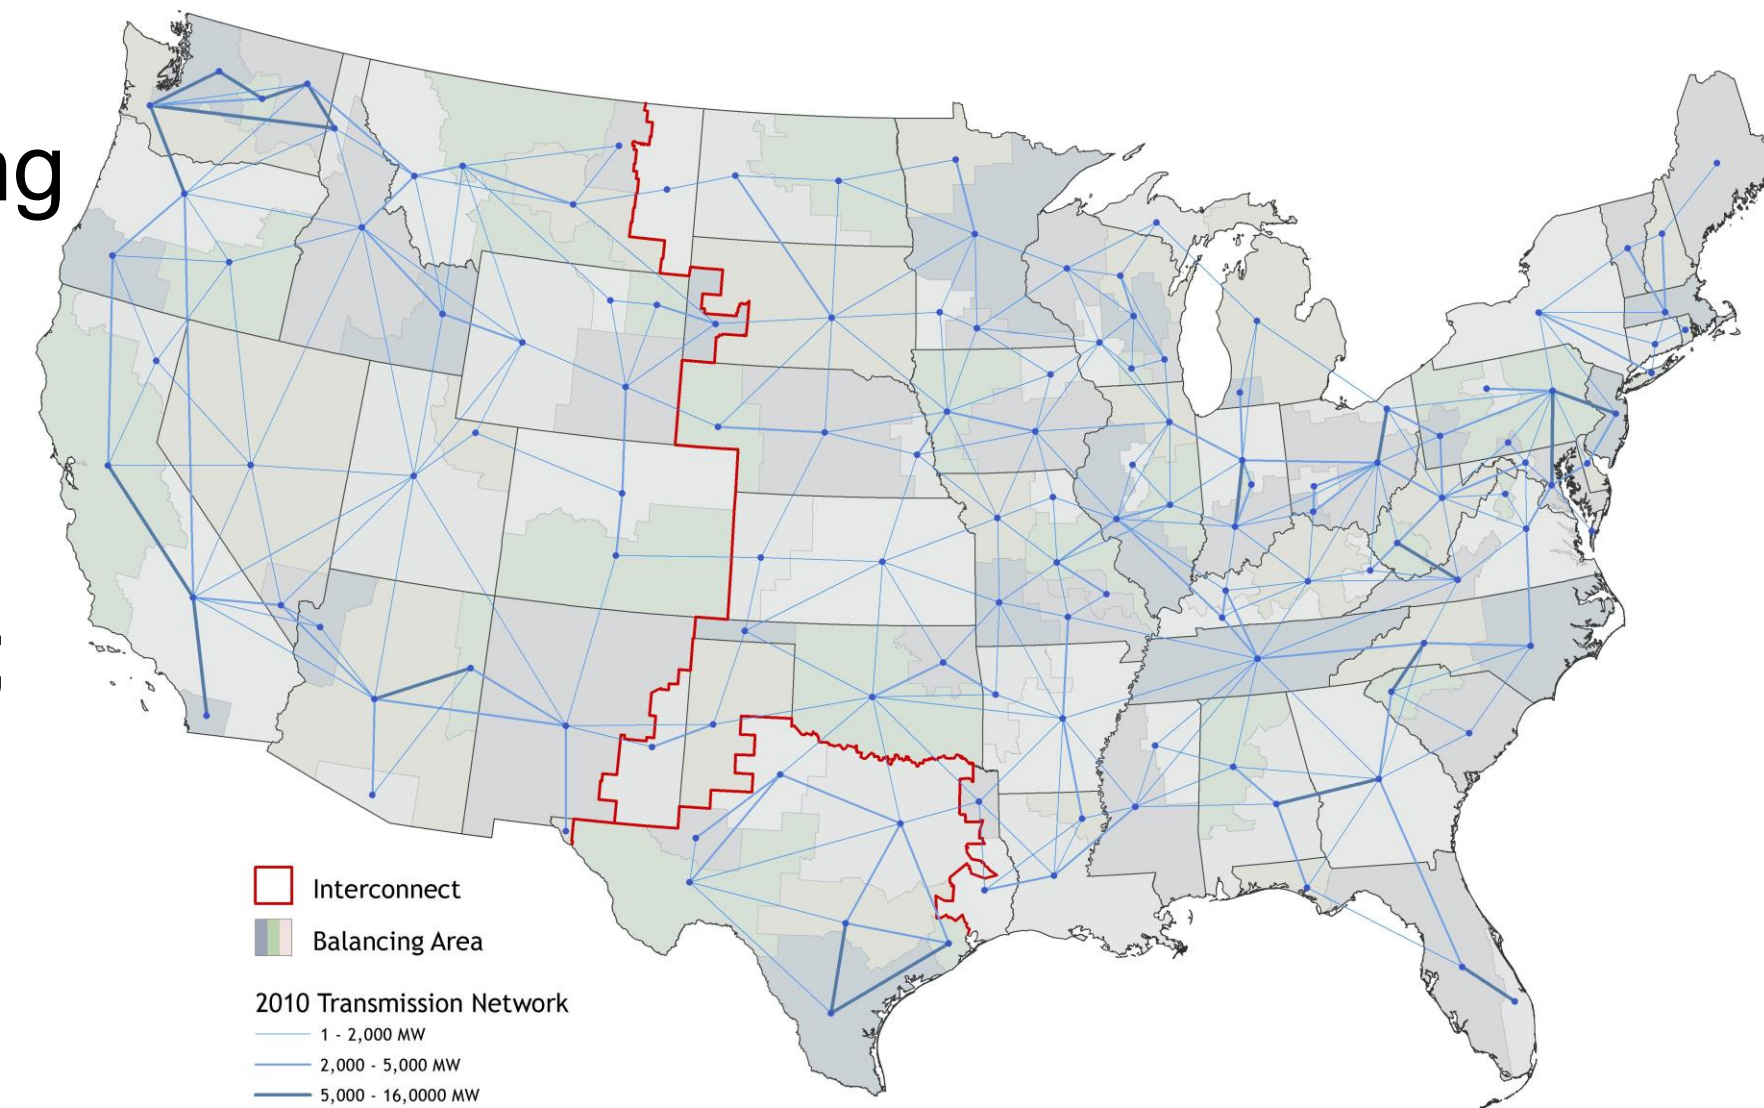 ng
;
Interconnect
Balancing Area
2010 Transmission Network
1 - 2,000 MW
2,000 - 5,000 MW
5,000 - 16,0000 MW